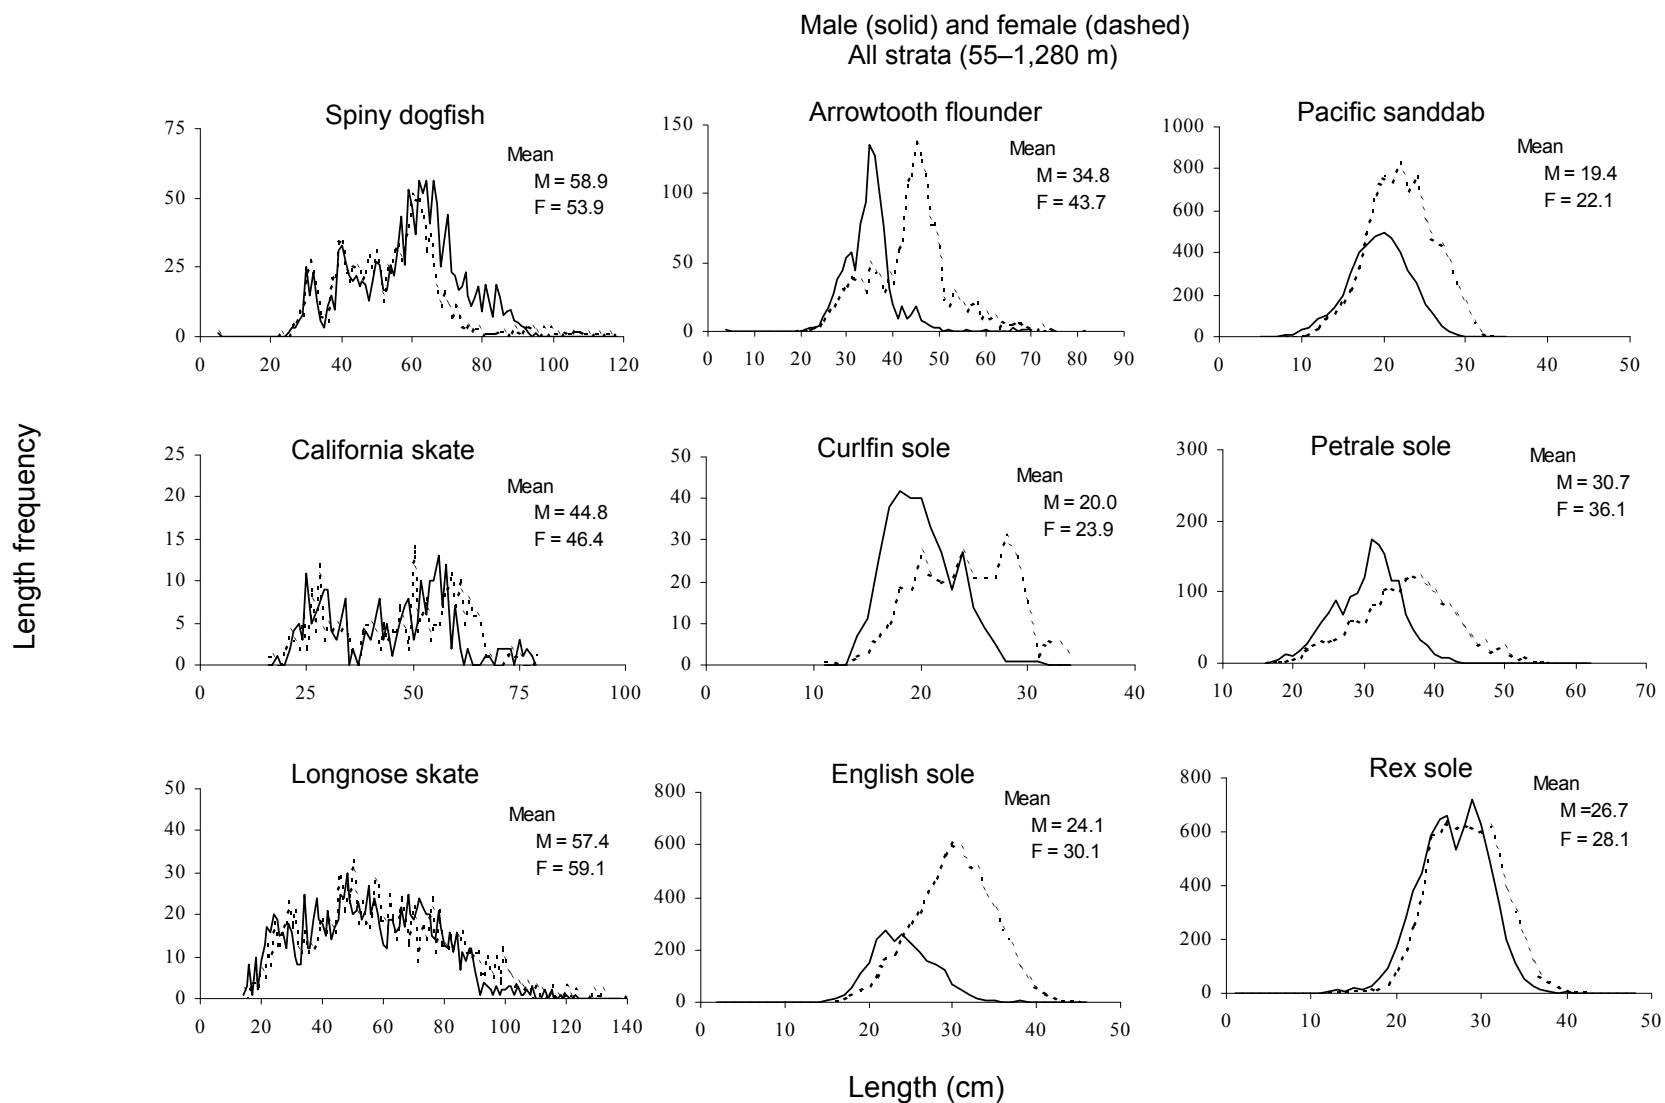 Male (solid) and female (dashed)
All strata (55–1,280 m)
Length frequency
Spiny dogfish
Mean
M = 58.9
F = 53.9
75
50
25
0
0 20 40 60 80 100 120
Arrowtooth flounder
Mean
M = 34.8
F = 43.7
150
100
50
0
0 10 20 30 40 50 60 70 80 90
Pacific sanddab
Mean
M = 19.4
F = 22.1
1000
800
600
400
200
0
0 10 20 30 40 50
California skate
Mean
M = 44.8
F = 46.4
25
20
15
10
5
0
0 25 50 75 100
Curlfin sole
Mean
M = 20.0
F = 23.9
50
40
30
20
10
0
0 10 20 30 40
Petrale sole
Mean
M = 30.7
F = 36.1
300
200
100
0
10 20 30 40 50 60 70
Longnose skate
Mean
M = 57.4
F = 59.1
50
40
30
20
10
0
0 20 40 60 80 100 120 140
English sole
Mean
M = 24.1
F = 30.1
800
600
400
200
0
0 10 20 30 40 50
Rex sole
Mean
M =26.7
F = 28.1
800
600
400
200
0
0 10 20 30 40 50
Length (cm)